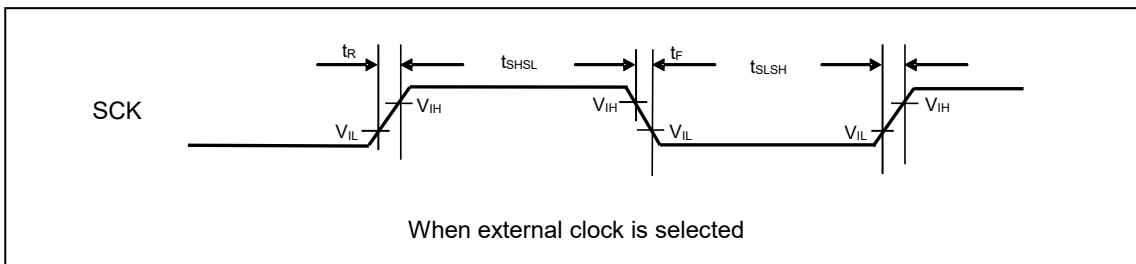 tR tSHSL tF tSLSH
SCK VIH VIH VIH
VIL VIL VIL
When external clock is selected